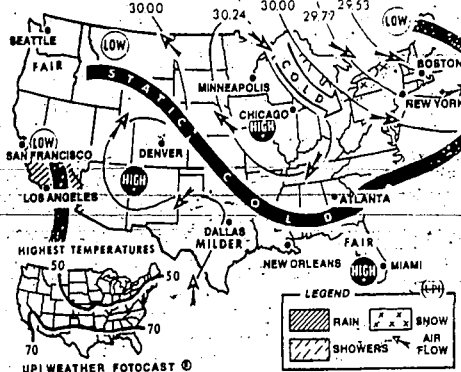 30.00 30.24 30.00 29.77 29.53
SEATTLE
LOW
LOW
FAIR
BOSTON
MINNEAPOLIS
COLD
NEW YORK
CHICAGO
HIGH
STATIC
COLD
LOW
SAN FRANCISCO
DENVER
HIGH
LOS ANGELES
ATLANTA
DALLAS
MILDER
FAIR
NEW ORLEANS
HIGH
MIAMI
HIGHEST TEMPERATURES
50
50
70
70
LEGEND
UPI
RAIN
SNOW
SHOWERS
AIR FLOW
UPI WEATHER FOTOCAST ®